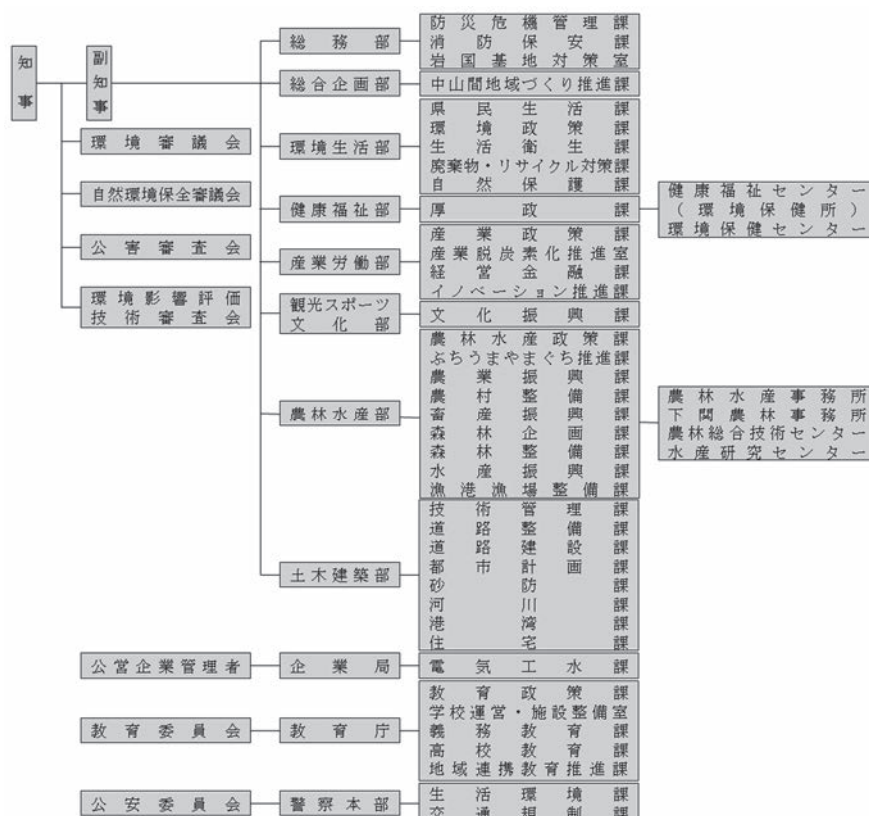 知事
副知事
環境審議会
自然環境保全審議会
公害審査会
環境影響評価
技術審査会
総務部
防災危機管理課
消防保安課
岩国基地対策室
総合企画部
中山間地域づくり推進課
環境生活部
県民生活課
環境政策課
生活衛生課
廃棄物・リサイクル対策課
自然保護課
健康福祉部
厚政課
健康福祉センター
(環境保健所)
環境保健センター
産業労働部
産業政策課
産業脱炭素化推進室
経営金融課
イノベーション推進課
観光スポーツ
文化部
文化振興課
農林水産部
農林水産政策課
ぶちうまやまぐち推進課
農業振興課
農村整備課
畜産振興課
森林企画課
森林整備課
水産振興課
漁港漁場整備課
農林水産事務所
下関農林事務所
農林総合技術センター
水産研究センター
土木建築部
技術管理課
道路整備課
道路建設課
都市計画課
砂防課
河川課
港湾課
住宅課
公営企業管理者
企業局
電気工水課
教育委員会
教育庁
教育政策課
学校運営・施設整備室
義務教育課
高校教育課
地域連携教育推進課
公安委員会
警察本部
生活環境課
交通規制課